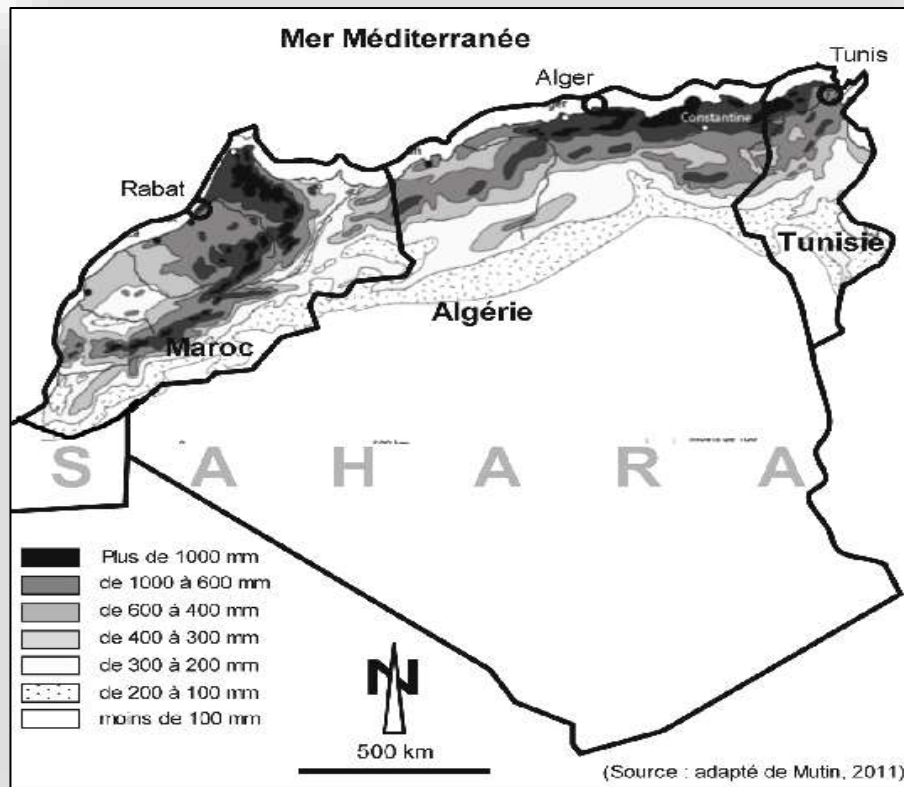 Mer Méditerranée
Tunis
Alger
Constantine
Rabat
Tunisie
Algérie
Maroc
SAHARA
Plus de 1000 mm
de 1000 à 600 mm
de 600 à 400 mm
de 400 à 300 mm
de 300 à 200 mm
de 200 à 100 mm
moins de 100 mm
N
500 km
(Source : adapté de Mutin, 2011)